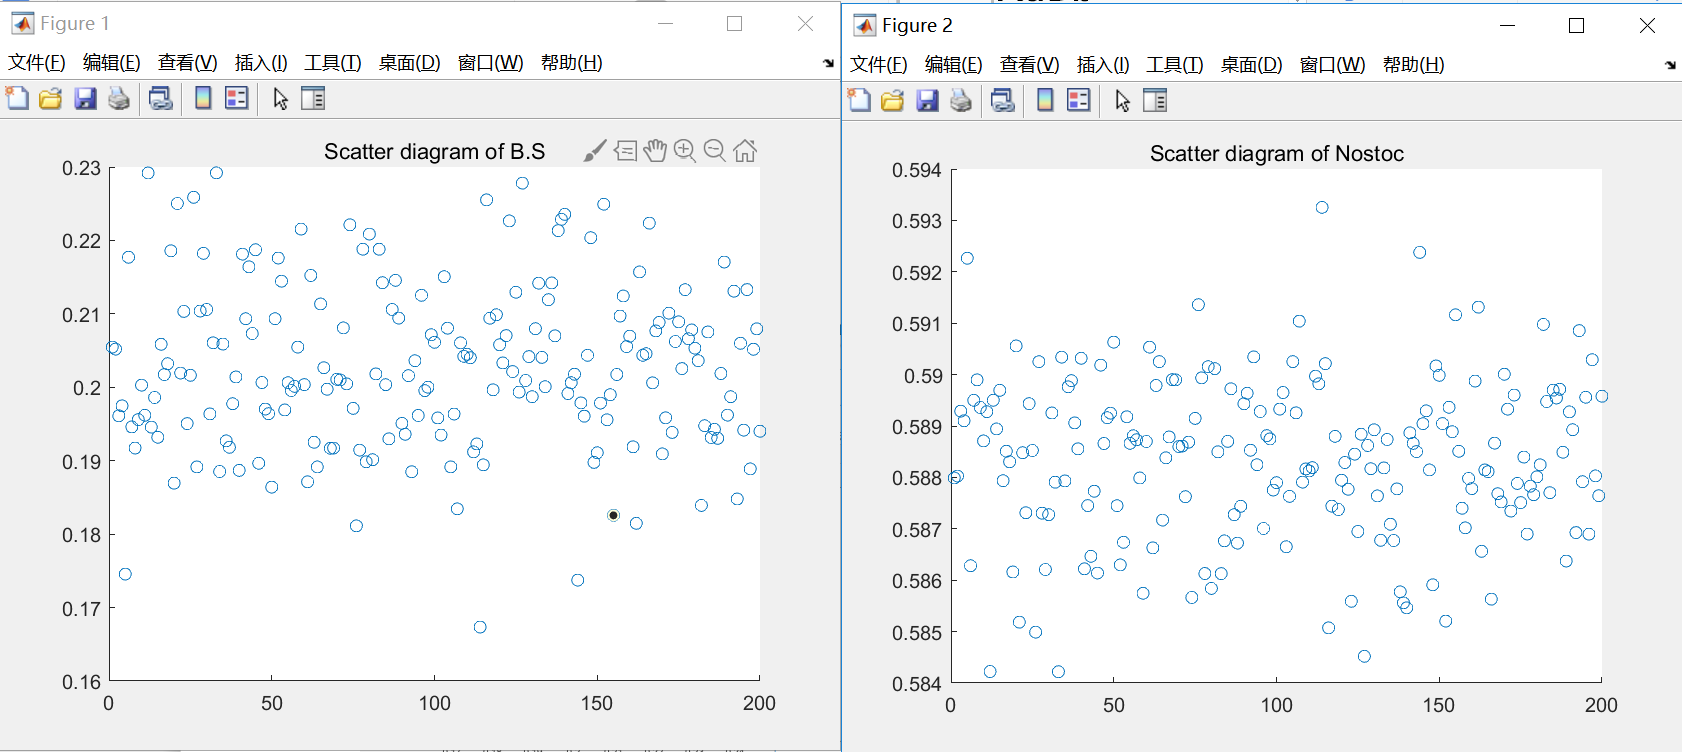 Figure 1
文件(F) 编辑(E) 查看(V) 插入(I) 工具(T) 桌面(D) 窗口(W) 帮助(H)
Scatter diagram of B.S
0.23
0.22
0.21
0.2
0.19
0.18
0.17
0.16
0 50 100 150 200
Figure 2
文件(F) 编辑(E) 查看(V) 插入(I) 工具(T) 桌面(D) 窗口(W) 帮助(H)
Scatter diagram of Nostoc
0.594
0.593
0.592
0.591
0.59
0.589
0.588
0.587
0.586
0.585
0.584
0 50 100 150 200